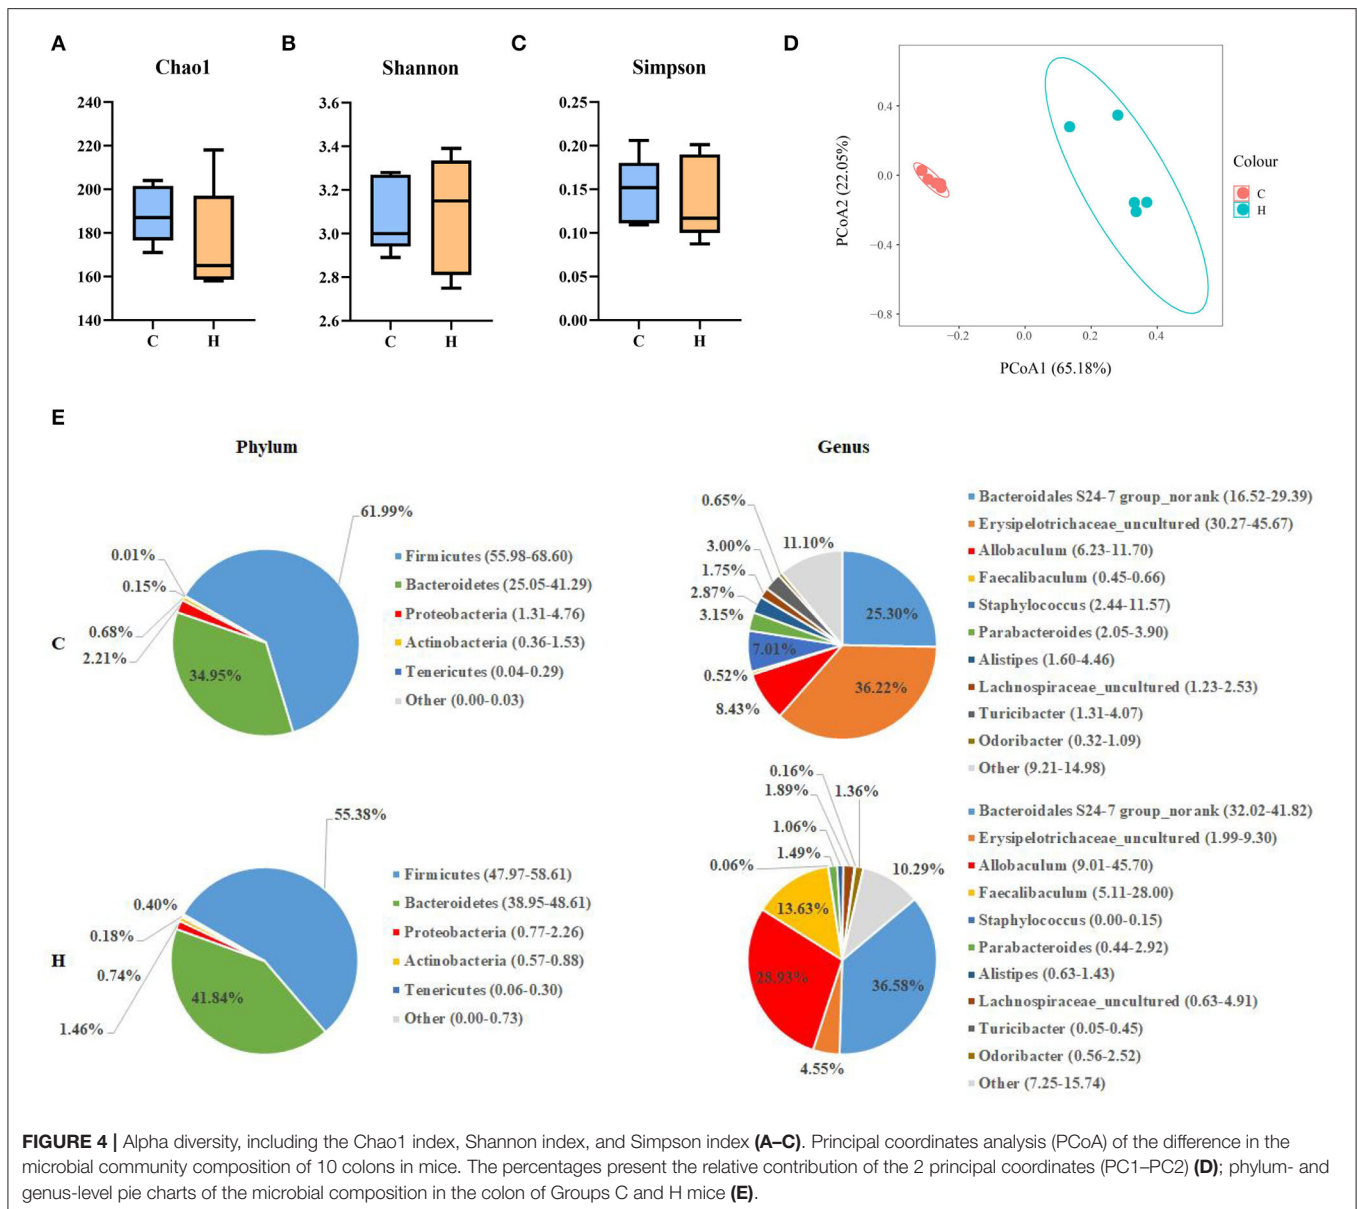 A
B
C
D
Chao1
Shannon
Simpson
240
220
200
180
160
140
C
H
3.6
3.4
3.2
3.0
2.8
2.6
C
H
0.25
0.20
0.15
0.10
0.05
0.00
C
H
PCoA2 (22.05%)
0.4
0.0
−0.4
−0.8
−0.2
0.0
0.2
0.4
PCoA1 (65.18%)
Colour
C
H
E
Phylum
Genus
C
61.99%
0.01%
0.15%
0.68%
2.21%
34.95%
Firmicutes (55.98-68.60)
Bacteroidetes (25.05-41.29)
Proteobacteria (1.31-4.76)
Actinobacteria (0.36-1.53)
Tenericutes (0.04-0.29)
Other (0.00-0.03)
0.65%
11.10%
3.00%
1.75%
2.87%
3.15%
7.01%
0.52%
8.43%
25.30%
36.22%
Bacteroidales S24-7 group_norank (16.52-29.39)
Erysipelotrichaceae_uncultured (30.27-45.67)
Allobaculum (6.23-11.70)
Faecalibaculum (0.45-0.66)
Staphylococcus (2.44-11.57)
Parabacteroides (2.05-3.90)
Alistipes (1.60-4.46)
Lachnospiraceae_uncultured (1.23-2.53)
Turicibacter (1.31-4.07)
Odoribacter (0.32-1.09)
Other (9.21-14.98)
H
55.38%
0.40%
0.18%
0.74%
1.46%
41.84%
Firmicutes (47.97-58.61)
Bacteroidetes (38.95-48.61)
Proteobacteria (0.77-2.26)
Actinobacteria (0.57-0.88)
Tenericutes (0.06-0.30)
Other (0.00-0.73)
0.16%
1.89%
1.36%
1.06%
1.49%
0.06%
10.29%
13.63%
28.93%
36.58%
4.55%
Bacteroidales S24-7 group_norank (32.02-41.82)
Erysipelotrichaceae_uncultured (1.99-9.30)
Allobaculum (9.01-45.70)
Faecalibaculum (5.11-28.00)
Staphylococcus (0.00-0.15)
Parabacteroides (0.44-2.92)
Alistipes (0.63-1.43)
Lachnospiraceae_uncultured (0.63-4.91)
Turicibacter (0.05-0.45)
Odoribacter (0.56-2.52)
Other (7.25-15.74)
FIGURE 4 | Alpha diversity, including the Chao1 index, Shannon index, and Simpson index (A–C). Principal coordinates analysis (PCoA) of the difference in the
microbial community composition of 10 colons in mice. The percentages present the relative contribution of the 2 principal coordinates (PC1–PC2) (D); phylum- and
genus-level pie charts of the microbial composition in the colon of Groups C and H mice (E).